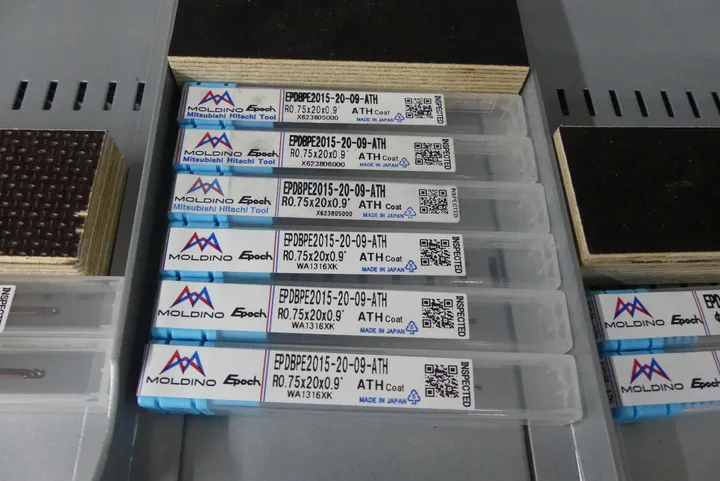 MOLDINO Epoch
Mitsubishi Hitachi Tool
EPDBPE2015-20-09-ATH
R0.75x20x0.9° ATH Coat
X623805000 MADE IN JAPAN
INSPECTED
MOLDINO Epoch
Mitsubishi Hitachi Tool
EPDBPE2015-20-09-ATH
R0.75x20x0.9° ATH Coat
X623806000 MADE IN JAPAN
INSPECTED
MOLDINO Epoch
Mitsubishi Hitachi Tool
EPDBPE2015-20-09-ATH
R0.75x20x0.9° ATH Coat
X623805000 MADE IN JAPAN
INSPECTED
MOLDINO Epoch
EPDBPE2015-20-09-ATH
R0.75x20x0.9° ATH Coat
WA1316XK MADE IN JAPAN
INSPECTED
MOLDINO Epoch
EPDBPE2015-20-09-ATH
R0.75x20x0.9° ATH Coat
WA1316XK MADE IN JAPAN
INSPECTED
MOLDINO Epoch
EPDBPE2015-20-09-ATH
R0.75x20x0.9° ATH Coat
WA1316XK MADE IN JAPAN
INSPECTED
MOLDINO Epoch
MOLDINO Epoch